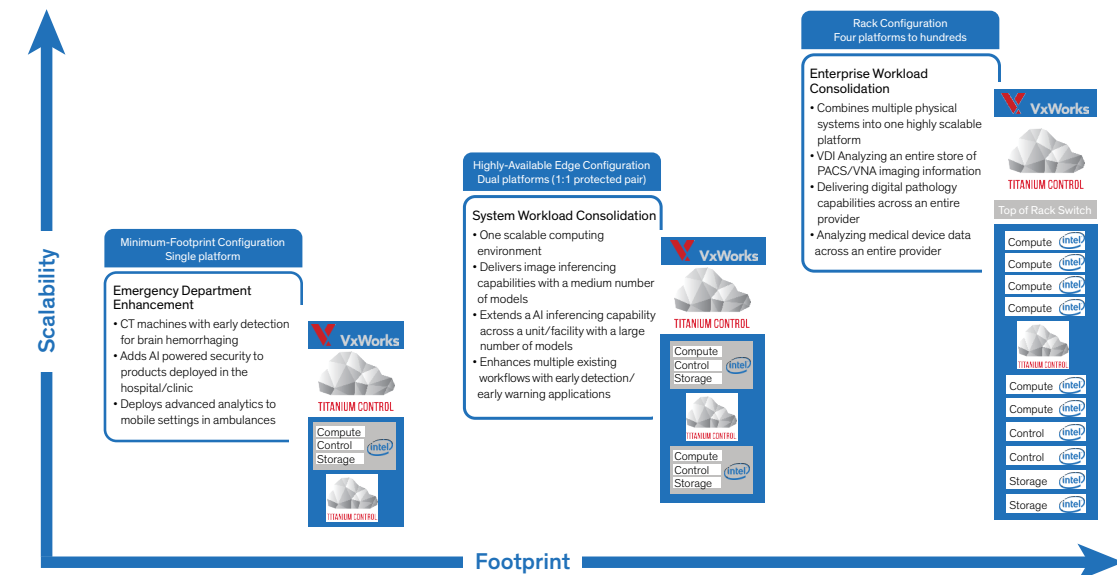 Rack Configuration
Four platforms to hundreds
Enterprise Workload
Consolidation
• Combines multiple physical
systems into one highly scalable
platform
• VDI Analyzing an entire store of
PACS/VNA imaging information
• Delivering digital pathology
capabilities across an entire
provider
• Analyzing medical device data
across an entire provider
VxWorks
TITANIUM CONTROL
Top of Rack Switch
Compute intel
Compute intel
Compute intel
Compute intel
TITANIUM CONTROL
Compute intel
Compute intel
Control intel
Control intel
Storage intel
Storage intel
Highly-Available Edge Configuration
Dual platforms (1:1 protected pair)
System Workload Consolidation
• One scalable computing
environment
• Delivers image inferencing
capabilities with a medium number
of models
• Extends a AI inferencing capability
across a unit/facility with a large
number of models
• Enhances multiple existing
workflows with early detection/
early warning applications
VxWorks
TITANIUM CONTROL
Compute
Control
Storage
intel
TITANIUM CONTROL
Compute
Control
Storage
intel
Minimum-Footprint Configuration
Single platform
Emergency Department
Enhancement
• CT machines with early detection
for brain hemorrhaging
• Adds AI powered security to
products deployed in the
hospital/clinic
• Deploys advanced analytics to
mobile settings in ambulances
VxWorks
TITANIUM CONTROL
Compute
Control
Storage
intel
TITANIUM CONTROL
Scalability
Footprint